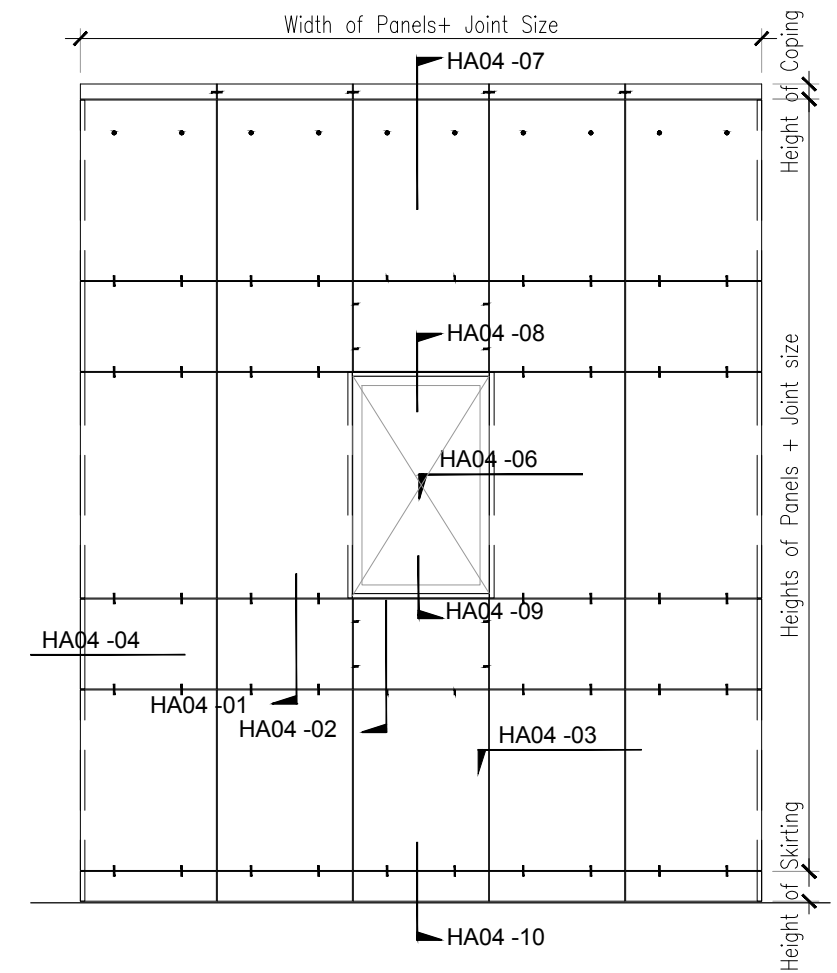 Width of Panels+ Joint Size
Height of Coping
HA04 -07
HA04 -08
Heights of Panels + Joint size
HA04 -06
HA04 -09
HA04 -04
HA04 -01
HA04 -02
HA04 -03
Height of Skirting
HA04 -10